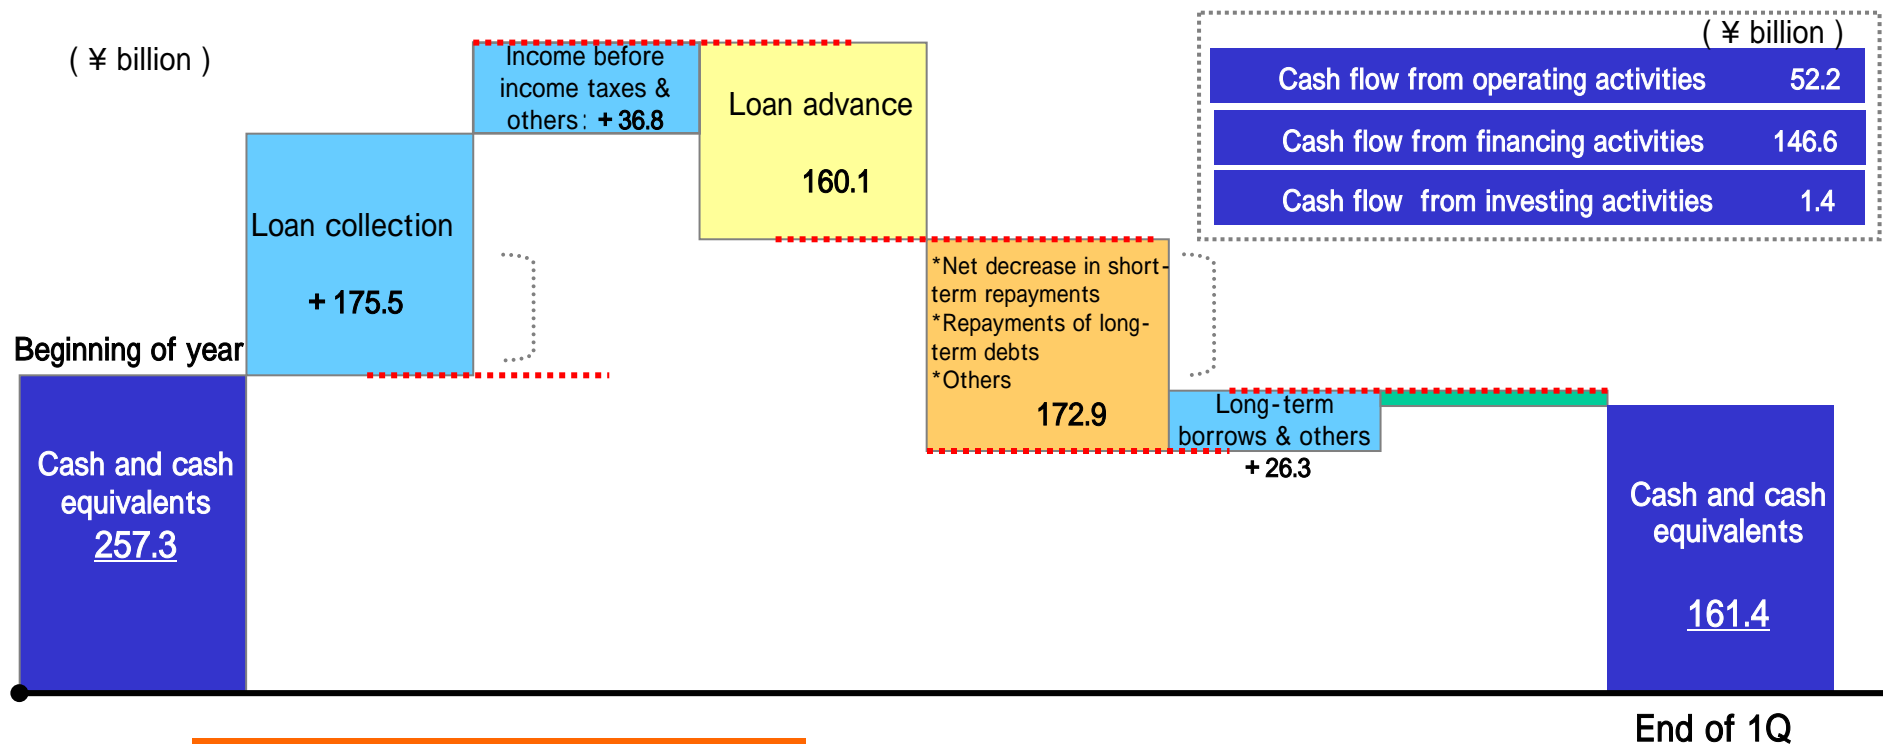 ( ¥ billion )
Income before
income taxes &
others: + 36.8
Loan advance
160.1
( ¥ billion )
Cash flow from operating activities 52.2
Cash flow from financing activities 146.6
Cash flow from investing activities 1.4
Loan collection
+ 175.5
*Net decrease in short-
term repayments
*Repayments of long-
term debts
*Others
172.9
Beginning of year
Cash and cash
equivalents
257.3
Long-term
borrows & others
+ 26.3
Cash and cash
equivalents
161.4
End of 1Q